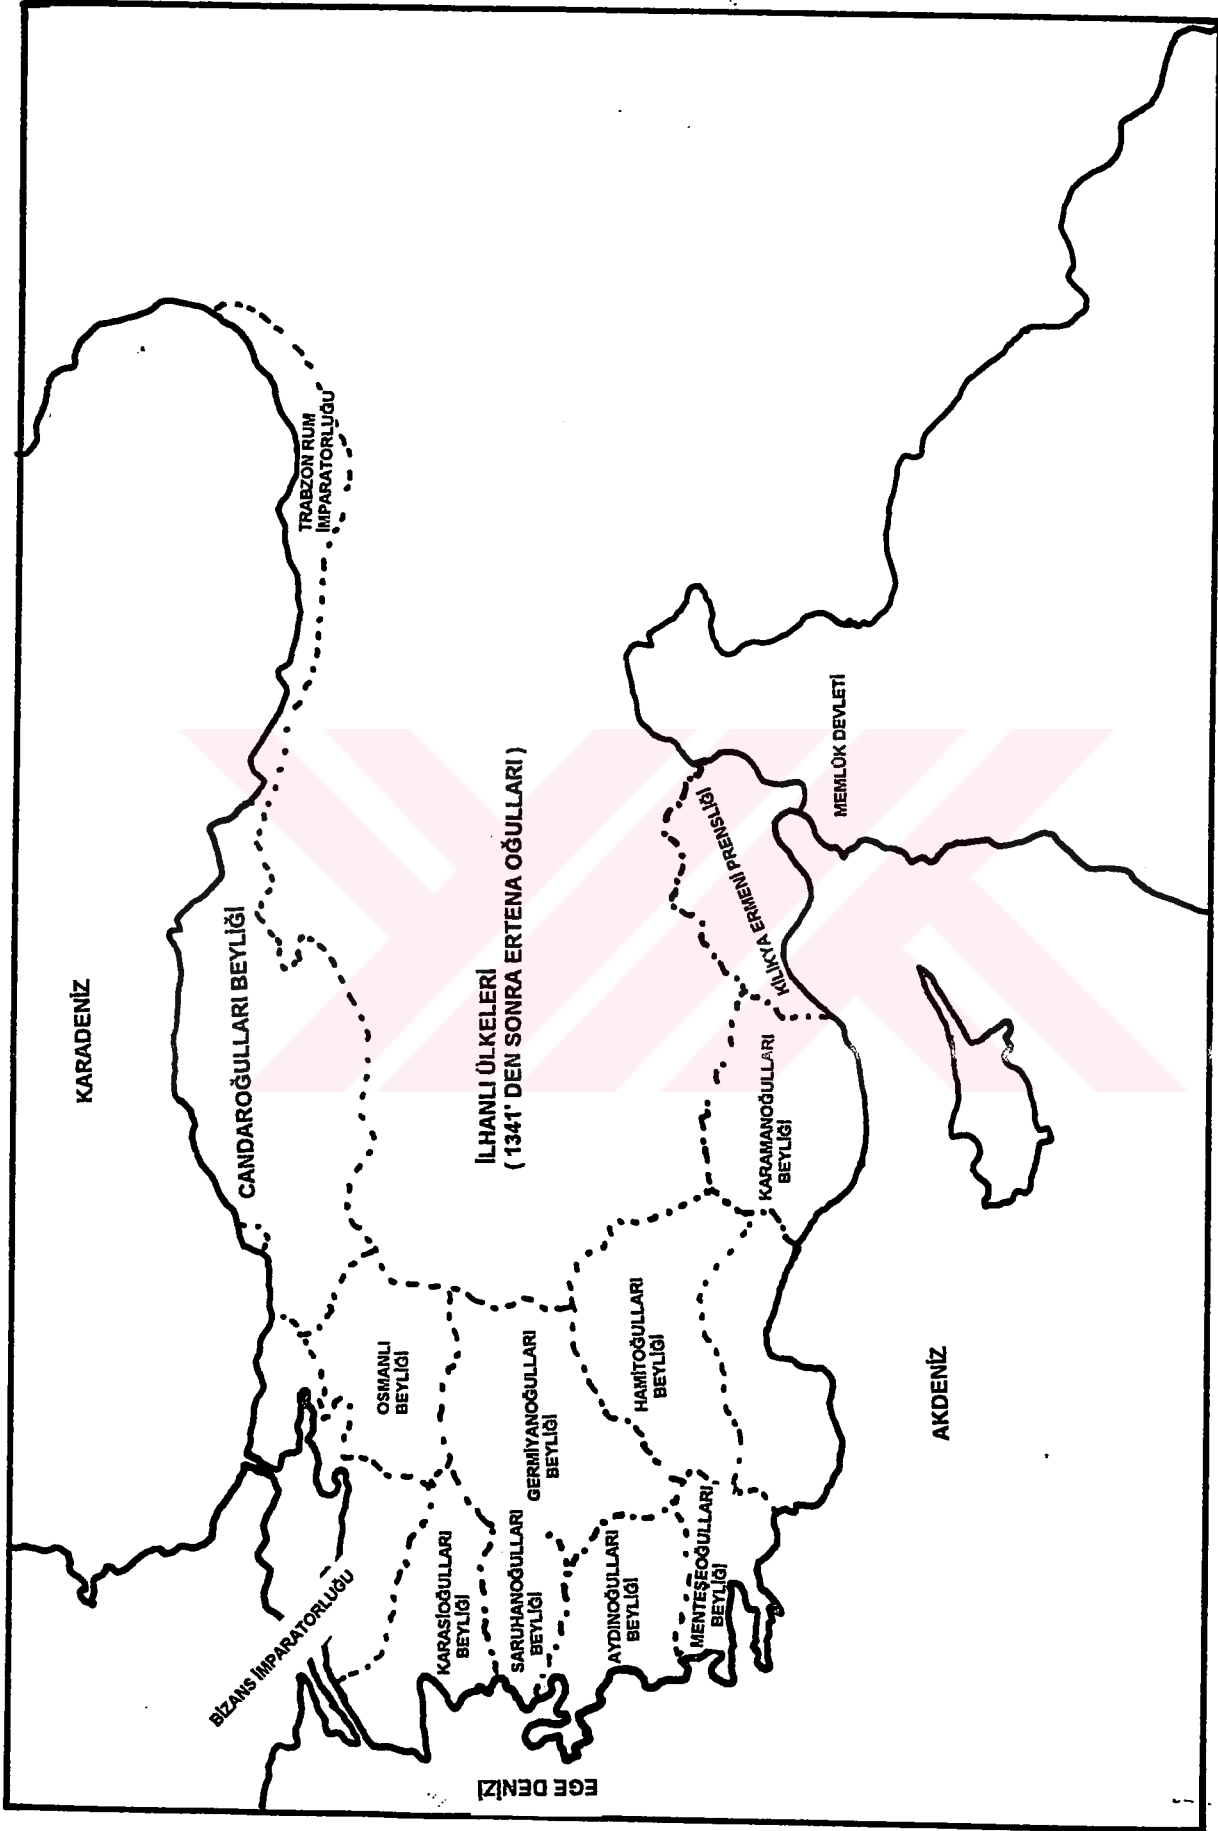 KARADENİZ
TRABZON RUM
İMPARATORLUĞU
CANDAROĞULLARI BEYLİĞİ
BİZANS İMPARATORLUĞU
OSMANLI
BEYLİĞİ
İLHANLI ÜLKELERİ
( 1341' DEN SONRA ERTENA OĞULLARI )
KARASİOĞULLARI
BEYLİĞİ
GERMİYANOĞULLARI
BEYLİĞİ
SARUHANOĞULLARI
BEYLİĞİ
EGE DENİZİ
AYDINOĞULLARI
BEYLİĞİ
HAMİTOĞULLARI
BEYLİĞİ
MENTEŞEOĞULLARI
BEYLİĞİ
KARAMANOĞULLARI
BEYLİĞİ
KİLİKYA ERMENİ PRENSLİĞİ
MEMLÛK DEVLETİ
AKDENİZ